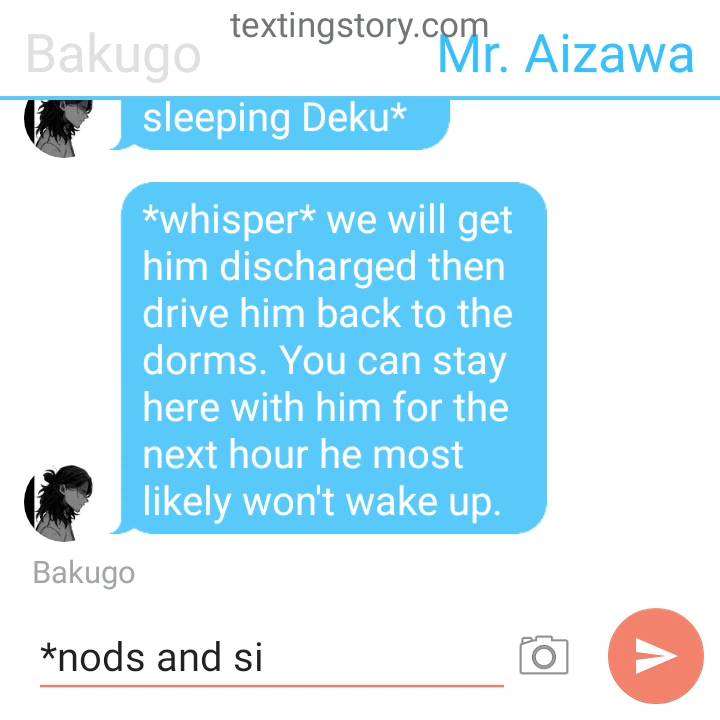 textingstory.com
Bakugo
Mr. Aizawa
sleeping Deku*
*whisper* we will get
him discharged then
drive him back to the
dorms. You can stay
here with him for the
next hour he most
likely won't wake up.
Bakugo
*nods and si